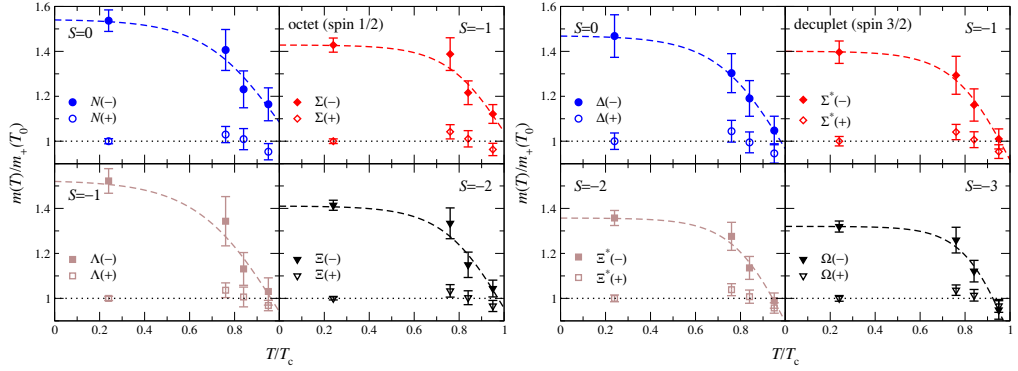 octet (spin 1/2)
S=0
S=−1
N(−)
N(+)
Σ(−)
Σ(+)
1.6
1.4
1.2
1
S=−1
S=−2
Λ(−)
Λ(+)
Ξ(−)
Ξ(+)
1.4
1.2
1
m(T)/m₊(T₀)
0 0.2 0.4 0.6 0.8 0 0.2 0.4 0.6 0.8 1
T/Tc
decuplet (spin 3/2)
S=0
S=−1
Δ(−)
Δ(+)
Σ*(−)
Σ*(+)
1.6
1.4
1.2
1
S=−2
S=−3
Ξ*(−)
Ξ*(+)
Ω(−)
Ω(+)
1.4
1.2
1
m(T)/m₊(T₀)
0 0.2 0.4 0.6 0.8 0 0.2 0.4 0.6 0.8 1
T/Tc